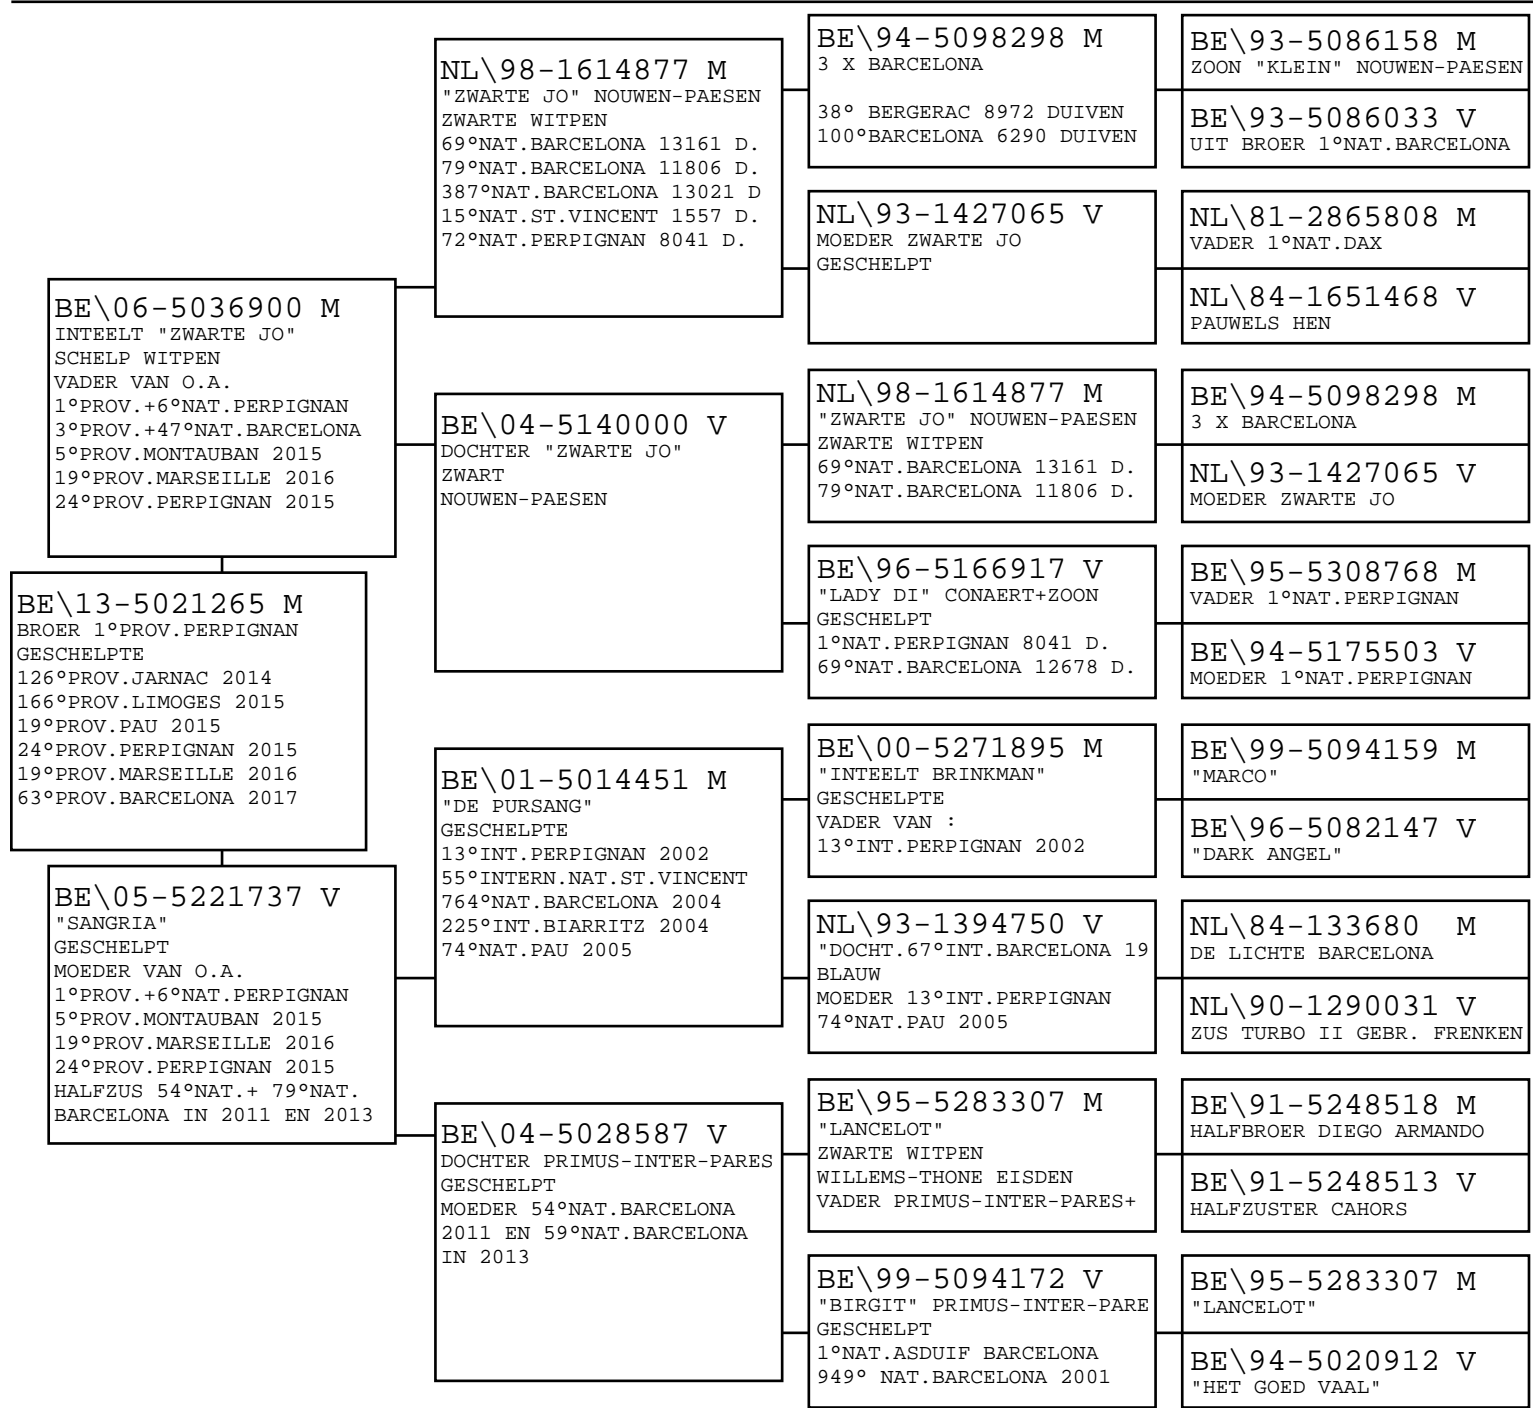 BE\06-5036900 M
INTEELT "ZWARTE JO"
SCHELP WITPEN
VADER VAN O.A.
1°PROV.+6°NAT.PERPIGNAN
3°PROV.+47°NAT.BARCELONA
5°PROV.MONTAUBAN 2015
19°PROV.MARSEILLE 2016
24°PROV.PERPIGNAN 2015
BE\13-5021265 M
BROER 1°PROV.PERPIGNAN
GESCHELPTE
126°PROV.JARNAC 2014
166°PROV.LIMOGES 2015
19°PROV.PAU 2015
24°PROV.PERPIGNAN 2015
19°PROV.MARSEILLE 2016
63°PROV.BARCELONA 2017
BE\05-5221737 V
"SANGRIA"
GESCHELPT
MOEDER VAN O.A.
1°PROV.+6°NAT.PERPIGNAN
5°PROV.MONTAUBAN 2015
19°PROV.MARSEILLE 2016
24°PROV.PERPIGNAN 2015
HALFZUS 54°NAT.+ 79°NAT.
BARCELONA IN 2011 EN 2013
NL\98-1614877 M
"ZWARTE JO" NOUWEN-PAESEN
ZWARTE WITPEN
69°NAT.BARCELONA 13161 D.
79°NAT.BARCELONA 11806 D.
387°NAT.BARCELONA 13021 D
15°NAT.ST.VINCENT 1557 D.
72°NAT.PERPIGNAN 8041 D.
BE\04-5140000 V
DOCHTER "ZWARTE JO"
ZWART
NOUWEN-PAESEN
BE\01-5014451 M
"DE PURSANG"
GESCHELPTE
13°INT.PERPIGNAN 2002
55°INTERN.NAT.ST.VINCENT
764°NAT.BARCELONA 2004
225°INT.BIARRITZ 2004
74°NAT.PAU 2005
BE\04-5028587 V
DOCHTER PRIMUS-INTER-PARES
GESCHELPT
MOEDER 54°NAT.BARCELONA
2011 EN 59°NAT.BARCELONA
IN 2013
BE\94-5098298 M
3 X BARCELONA
38° BERGERAC 8972 DUIVEN
100°BARCELONA 6290 DUIVEN
NL\93-1427065 V
MOEDER ZWARTE JO
GESCHELPT
NL\98-1614877 M
"ZWARTE JO" NOUWEN-PAESEN
ZWARTE WITPEN
69°NAT.BARCELONA 13161 D.
79°NAT.BARCELONA 11806 D.
BE\96-5166917 V
"LADY DI" CONAERT+ZOON
GESCHELPT
1°NAT.PERPIGNAN 8041 D.
69°NAT.BARCELONA 12678 D.
BE\00-5271895 M
"INTEELT BRINKMAN"
GESCHELPTE
VADER VAN :
13°INT.PERPIGNAN 2002
NL\93-1394750 V
"DOCHT.67°INT.BARCELONA 19
BLAUW
MOEDER 13°INT.PERPIGNAN
74°NAT.PAU 2005
BE\95-5283307 M
"LANCELOT"
ZWARTE WITPEN
WILLEMS-THONE EISDEN
VADER PRIMUS-INTER-PARES+
BE\99-5094172 V
"BIRGIT" PRIMUS-INTER-PARE
GESCHELPT
1°NAT.ASDUIF BARCELONA
949° NAT.BARCELONA 2001
BE\93-5086158 M
ZOON "KLEIN" NOUWEN-PAESEN
BE\93-5086033 V
UIT BROER 1°NAT.BARCELONA
NL\81-2865808 M
VADER 1°NAT.DAX
NL\84-1651468 V
PAUWELS HEN
BE\94-5098298 M
3 X BARCELONA
NL\93-1427065 V
MOEDER ZWARTE JO
BE\95-5308768 M
VADER 1°NAT.PERPIGNAN
BE\94-5175503 V
MOEDER 1°NAT.PERPIGNAN
BE\99-5094159 M
"MARCO"
BE\96-5082147 V
"DARK ANGEL"
NL\84-133680  M
DE LICHTE BARCELONA
NL\90-1290031 V
ZUS TURBO II GEBR. FRENKEN
BE\91-5248518 M
HALFBROER DIEGO ARMANDO
BE\91-5248513 V
HALFZUSTER CAHORS
BE\95-5283307 M
"LANCELOT"
BE\94-5020912 V
"HET GOED VAAL"